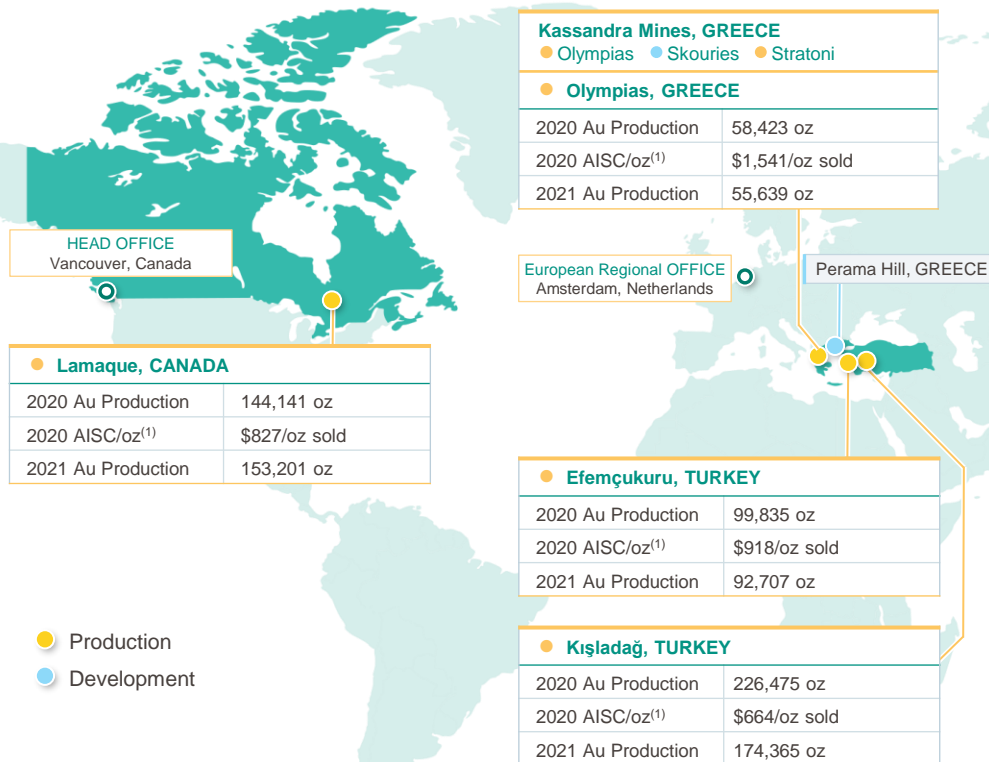 Kassandra Mines, GREECE
Olympias Skouries Stratoni
Olympias, GREECE
2020 Au Production 58,423 oz
2020 AISC/oz(1) $1,541/oz sold
2021 Au Production 55,639 oz
HEAD OFFICE
Vancouver, Canada
European Regional OFFICE
Amsterdam, Netherlands
Perama Hill, GREECE
Lamaque, CANADA
2020 Au Production 144,141 oz
2020 AISC/oz(1) $827/oz sold
2021 Au Production 153,201 oz
Efemçukuru, TURKEY
2020 Au Production 99,835 oz
2020 AISC/oz(1) $918/oz sold
2021 Au Production 92,707 oz
Production
Development
Kışladağ, TURKEY
2020 Au Production 226,475 oz
2020 AISC/oz(1) $664/oz sold
2021 Au Production 174,365 oz